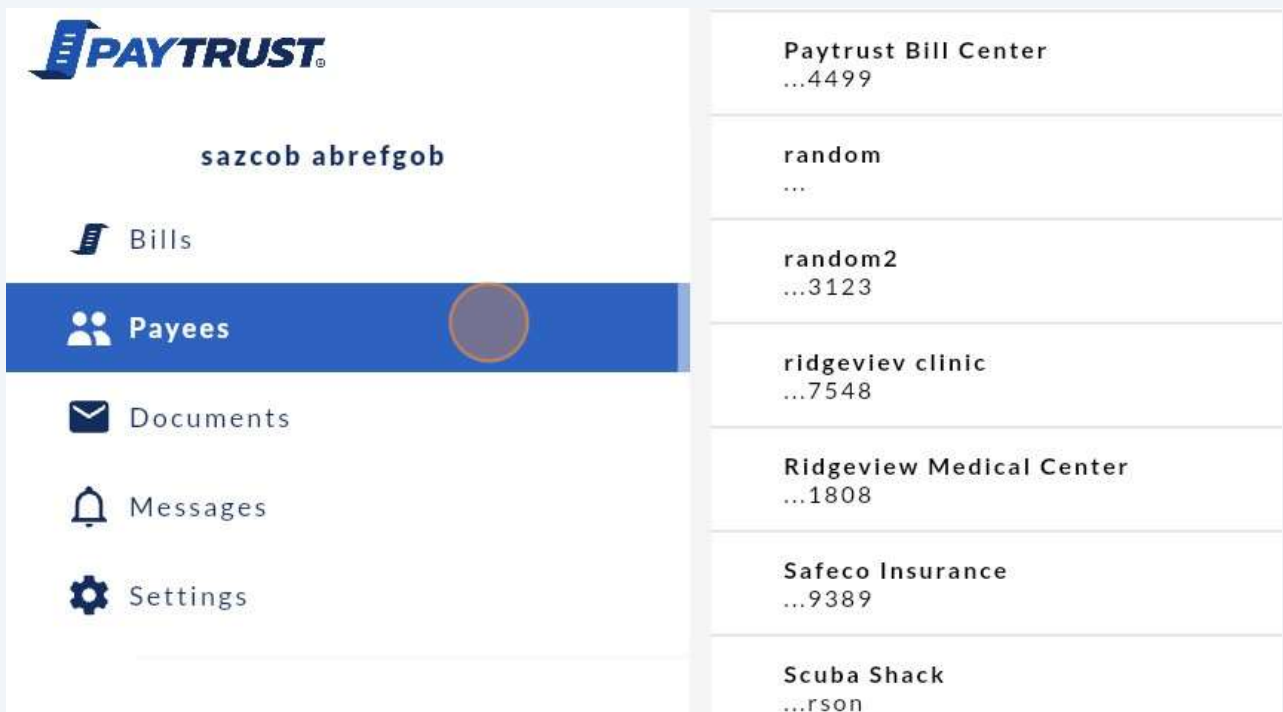 PAYTRUST®
sazcob abrefgob
Bills
Payees
Documents
Messages
Settings
Paytrust Bill Center
...4499
random
...
random2
...3123
ridgeviev clinic
...7548
Ridgeview Medical Center
...1808
Safeco Insurance
...9389
Scuba Shack
...rson